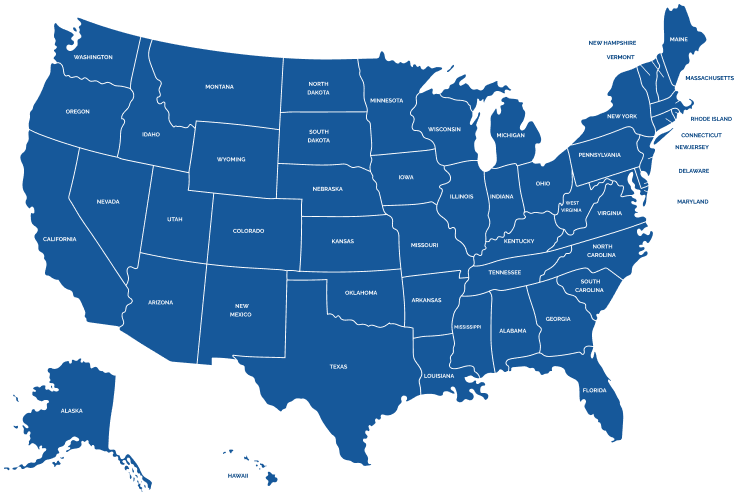 NEW HAMPSHIRE
VERMONT
MAINE
WASHINGTON
MONTANA
NORTH
DAKOTA
MINNESOTA
MASSACHUSETTS
OREGON
IDAHO
WISCONSIN
MICHIGAN
NEW YORK
RHODE ISLAND
SOUTH
DAKOTA
CONNECTICUT
NEWJERSEY
WYOMING
PENNSYLVANIA
DELAWARE
IOWA
OHIO
NEBRASKA
NEVADA
ILLINOIS
INDIANA
WEST
VIRGINIA
MARYLAND
VIRGINIA
UTAH
COLORADO
CALIFORNIA
KANSAS
MISSOURI
KENTUCKY
NORTH
CAROLINA
TENNESSEE
ARIZONA
NEW
MEXICO
OKLAHOMA
ARKANSAS
SOUTH
CAROLINA
MISSISSIPPI
ALABAMA
GEORGIA
TEXAS
LOUISIANA
FLORIDA
ALASKA
HAWAII